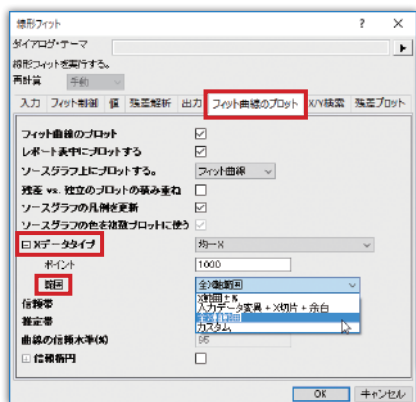 線形フィット ? ×
ダイアログ・テーマ
線形フィットを実行する。
再計算 手動
入力 フィット制御 値 残差解析 出力 フィット曲線のプロット X/Y検索 残差プロット
フィット曲線のプロット
レポート表中にプロットする
ソースグラフ上にプロットする。 フィット曲線
残差 vs. 独立のプロットの積み重ね
ソースグラフの凡例を更新
ソースグラフの色を複数プロットに使う
Xデータタイプ 均一X
ポイント 1000
範囲 全X軸範囲
X範囲±%
信頼帯 入力データ変異 + X切片 + 余白
推定帯 全X軸範囲
カスタム
曲線の信頼水準(%) 95
信頼楕円
OK キャンセル